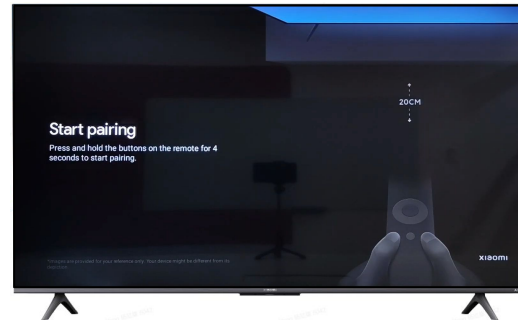 20CM
Start pairing
Press and hold the buttons on the remote for 4
seconds to start pairing.
xiaomi